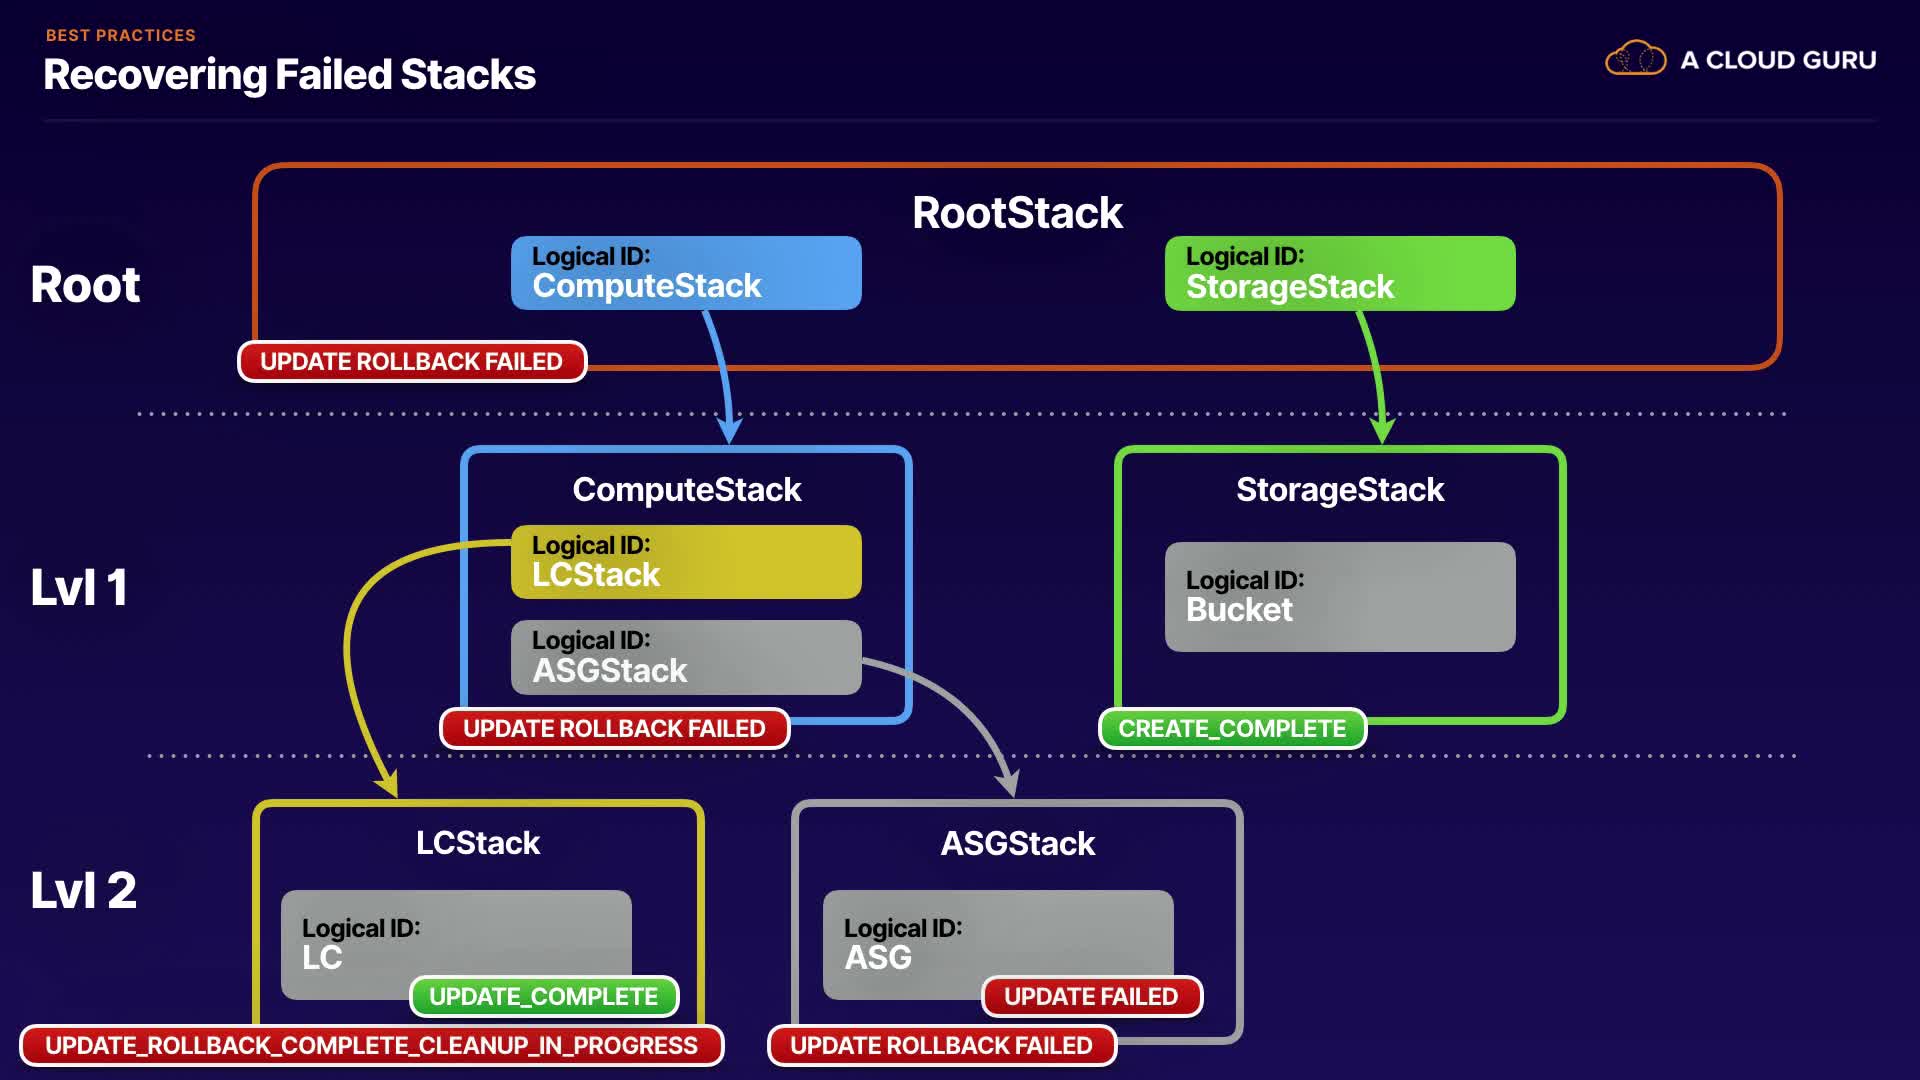 BEST PRACTICES
Recovering Failed Stacks
A CLOUD GURU
Root
RootStack
Logical ID:
ComputeStack
Logical ID:
StorageStack
UPDATE ROLLBACK FAILED
Lvl 1
ComputeStack
Logical ID:
LCStack
Logical ID:
ASGStack
UPDATE ROLLBACK FAILED
StorageStack
Logical ID:
Bucket
CREATE_COMPLETE
Lvl 2
LCStack
Logical ID:
LC
UPDATE_COMPLETE
UPDATE_ROLLBACK_COMPLETE_CLEANUP_IN_PROGRESS
ASGStack
Logical ID:
ASG
UPDATE FAILED
UPDATE ROLLBACK FAILED